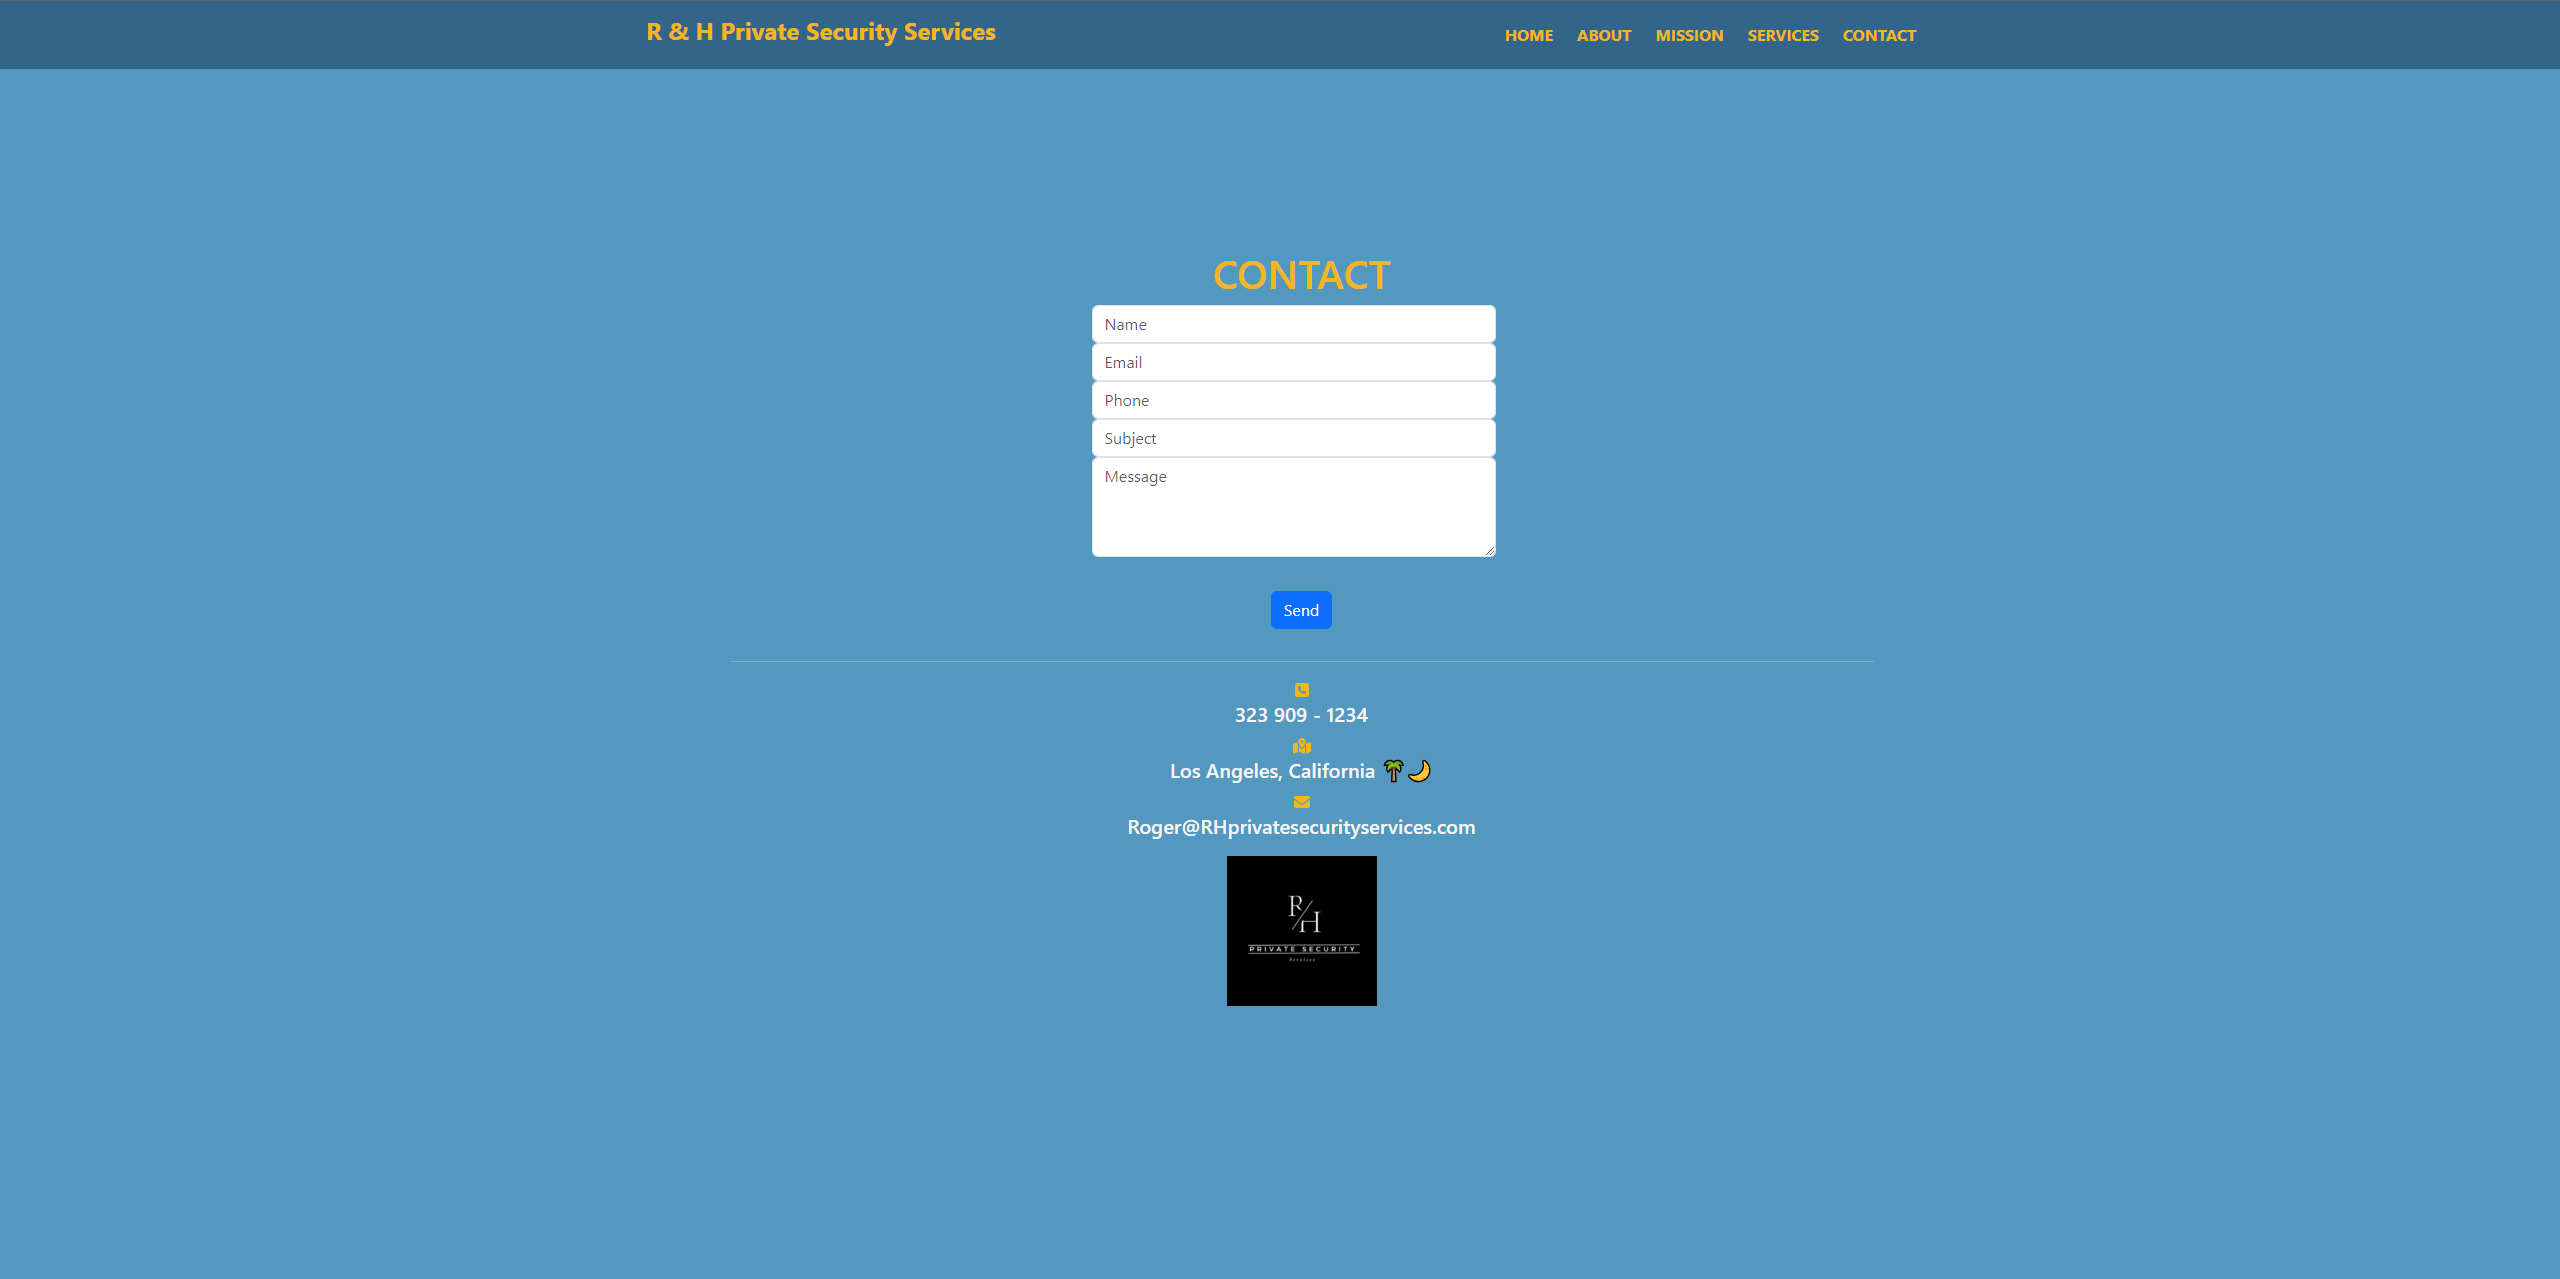 R & H Private Security Services
HOME ABOUT MISSION SERVICES CONTACT
CONTACT
Name
Email
Phone
Subject
Message
Send
323 909 - 1234
Los Angeles, California 🌴🌙
Roger@RHprivatesecurityservices.com
R/H
PRIVATE SECURITY
Services